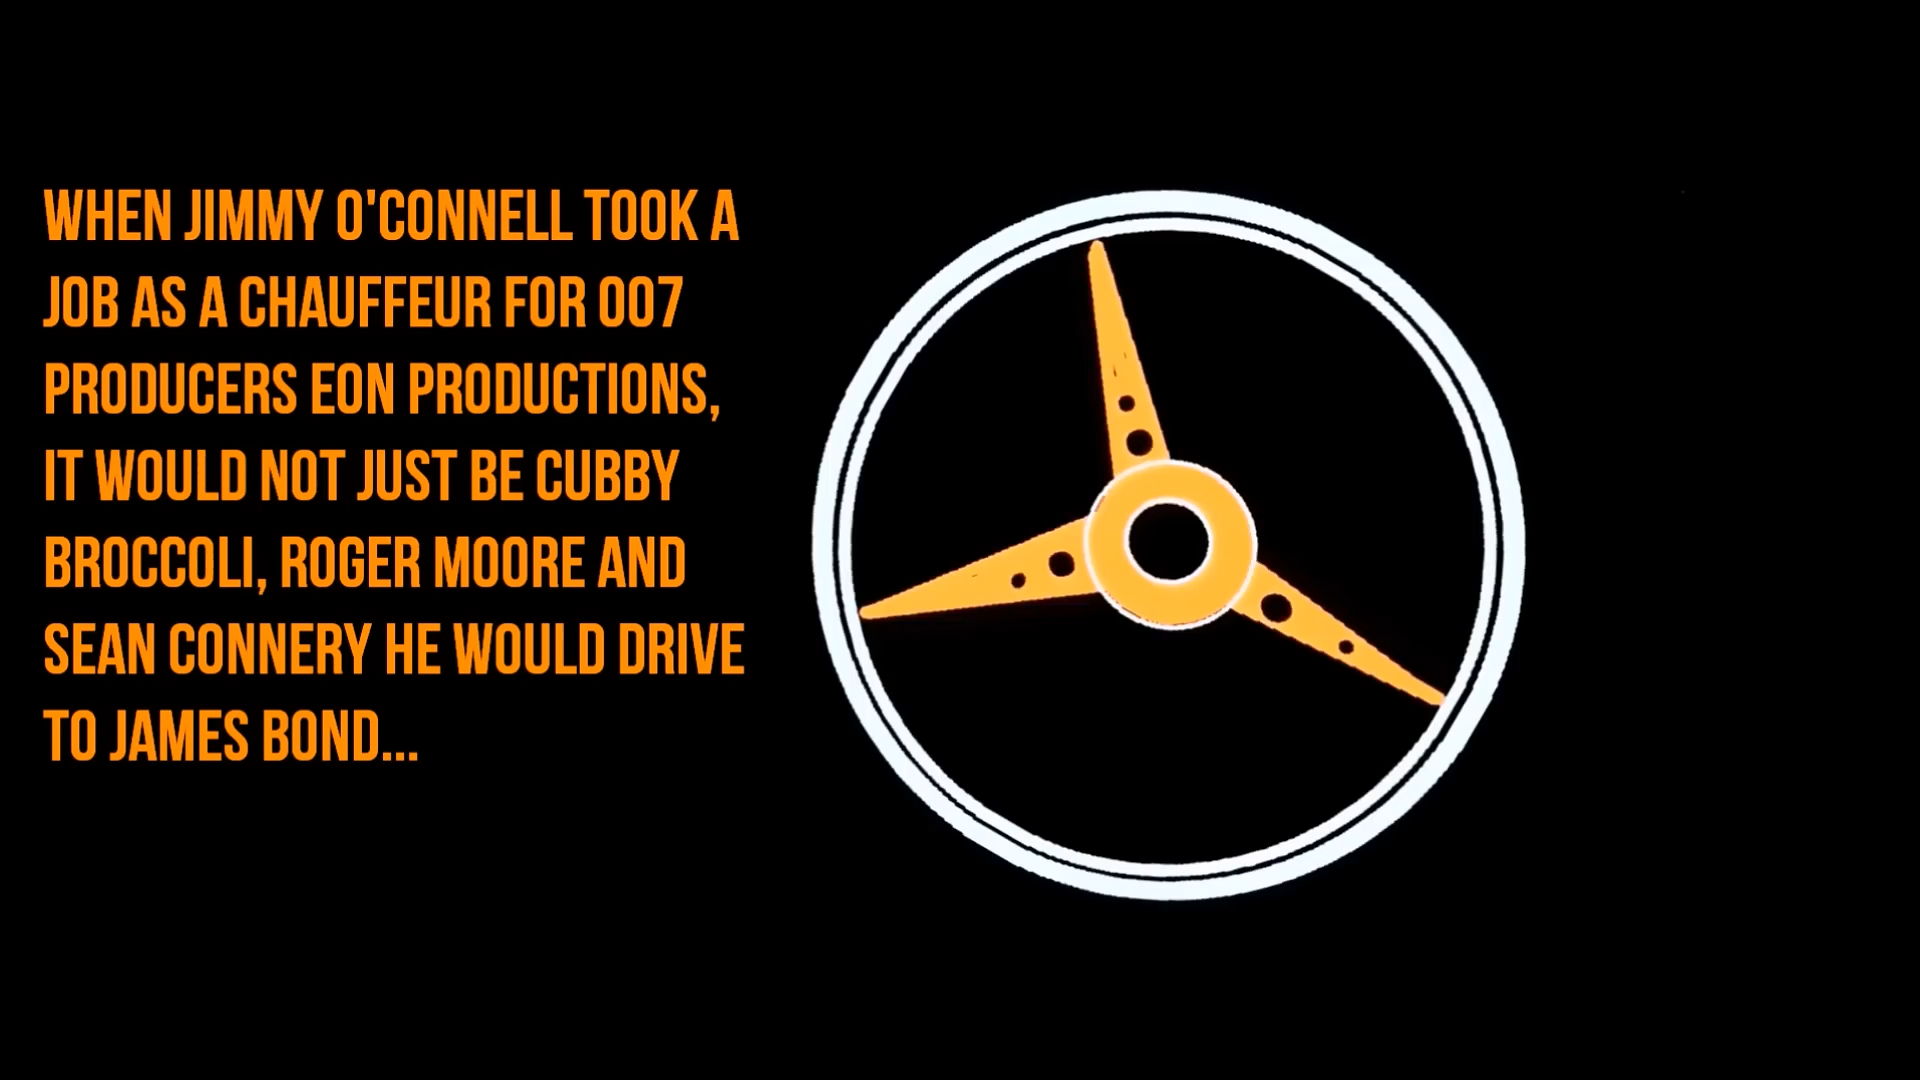 WHEN JIMMY O'CONNELL TOOK A
JOB AS A CHAUFFEUR FOR 007
PRODUCERS EON PRODUCTIONS,
IT WOULD NOT JUST BE CUBBY
BROCCOLI, ROGER MOORE AND
SEAN CONNERY HE WOULD DRIVE
TO JAMES BOND...